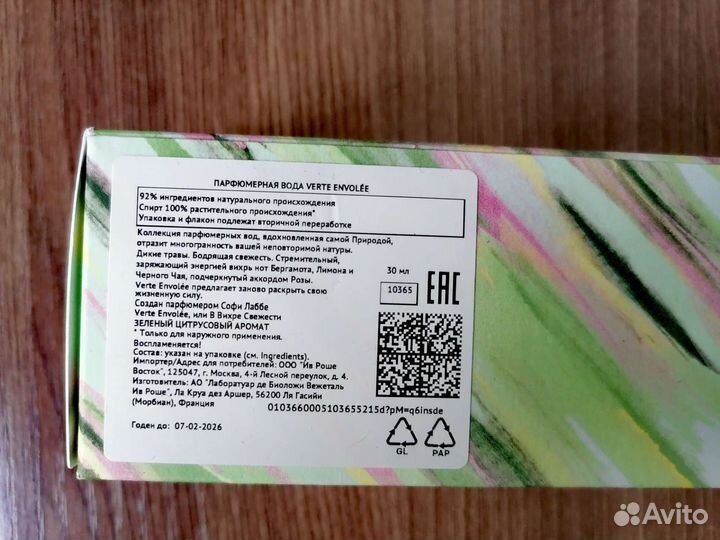 ПАРФЮМЕРНАЯ ВОДА VERTE ENVOLÉE
92% ингредиентов натурального происхождения
Спирт 100% растительного происхождения*
Упаковка и флакон подлежат вторичной переработке
Коллекция парфюмерных вод, вдохновленная самой Природой,
отразит многогранность вашей неповторимой натуры.
Дикие травы. Бодрящая свежесть. Стремительный,
заряжающий энергией вихрь нот Бергамота, Лимона и
Черного Чая, подчеркнутый аккордом Розы.
Verte Envolée предлагает заново раскрыть свою
жизненную силу.
Создан парфюмером Софи Лаббе
Verte Envolée, или В Вихре Свежести
ЗЕЛЕНЫЙ ЦИТРУСОВЫЙ АРОМАТ
* Только для наружного применения.
Воспламеняется!
Состав: указан на упаковке (см. Ingredients).
Импортер/Адрес для потребителей: ООО "Ив Роше
Восток", 125047, г. Москва, 4-й Лесной переулок, д. 4.
Изготовитель: АО "Лаборатуар де Биоложи Вежеталь
Ив Роше", Ла Круа дез Аршер, 56200 Ля Гасийи
(Морбиан), Франция
30 мл
10365
EAC
0103660005103655215d?pM=q6insde
Годен до: 07-02-2026
GL
PAP
Avito